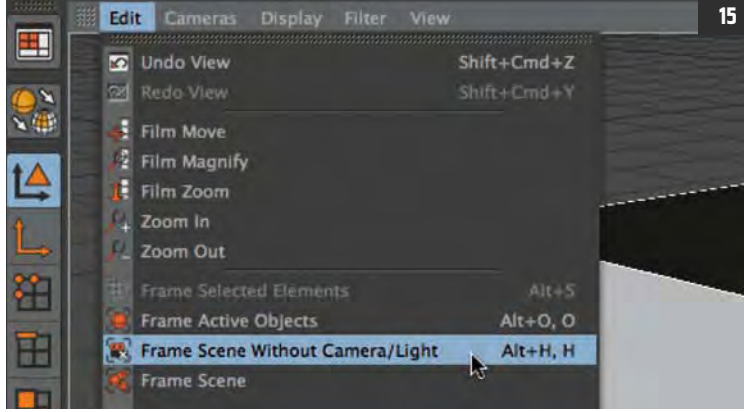 15
Edit Cameras Display Filter View
Undo View Shift+Cmd+Z
Redo View Shift+Cmd+Y
Film Move
Film Magnify
Film Zoom
Zoom In
Zoom Out
Frame Selected Elements Alt+S
Frame Active Objects Alt+O, O
Frame Scene Without Camera/Light Alt+H, H
Frame Scene